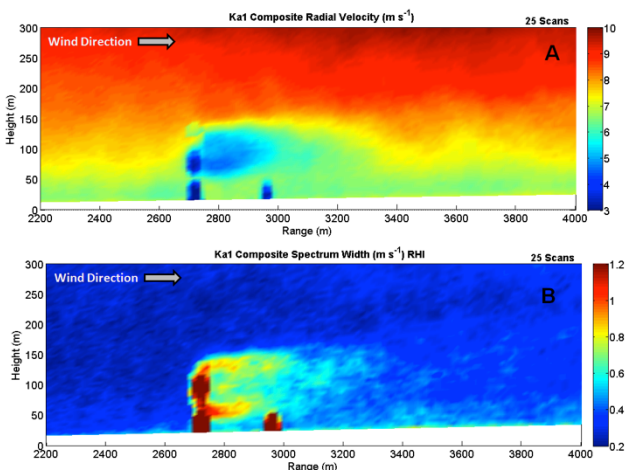 Ka1 Composite Radial Velocity (m s⁻¹)
25 Scans
Wind Direction
A
Height (m)
300
250
200
150
100
50
0
2200 2400 2600 2800 3000 3200 3400 3600 3800 4000
Range (m)
10
9
8
7
6
5
4
3
Ka1 Composite Spectrum Width (m s⁻¹) RHI
25 Scans
Wind Direction
B
Height (m)
300
250
200
150
100
50
0
2200 2400 2600 2800 3000 3200 3400 3600 3800 4000
Range (m)
1.2
1
0.8
0.6
0.4
0.2